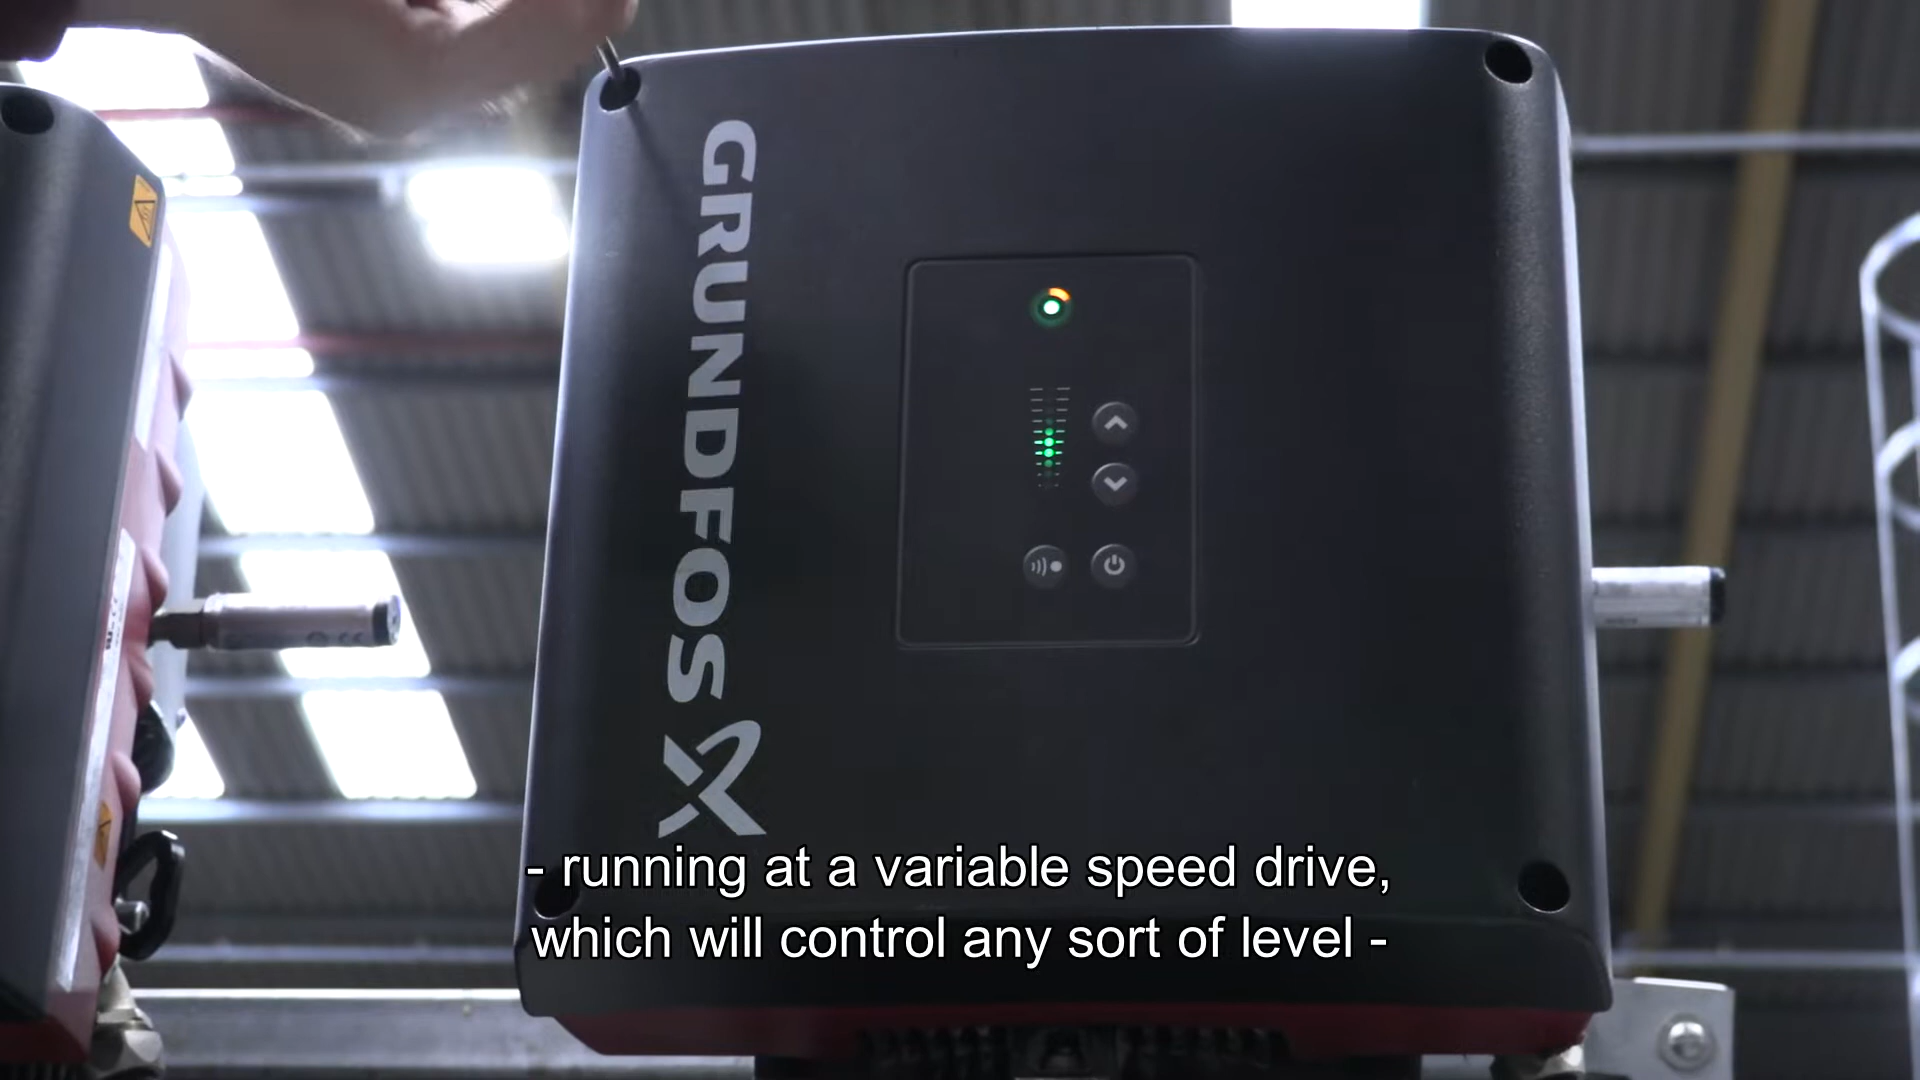 GRUNDFOS
- running at a variable speed drive,
which will control any sort of level -